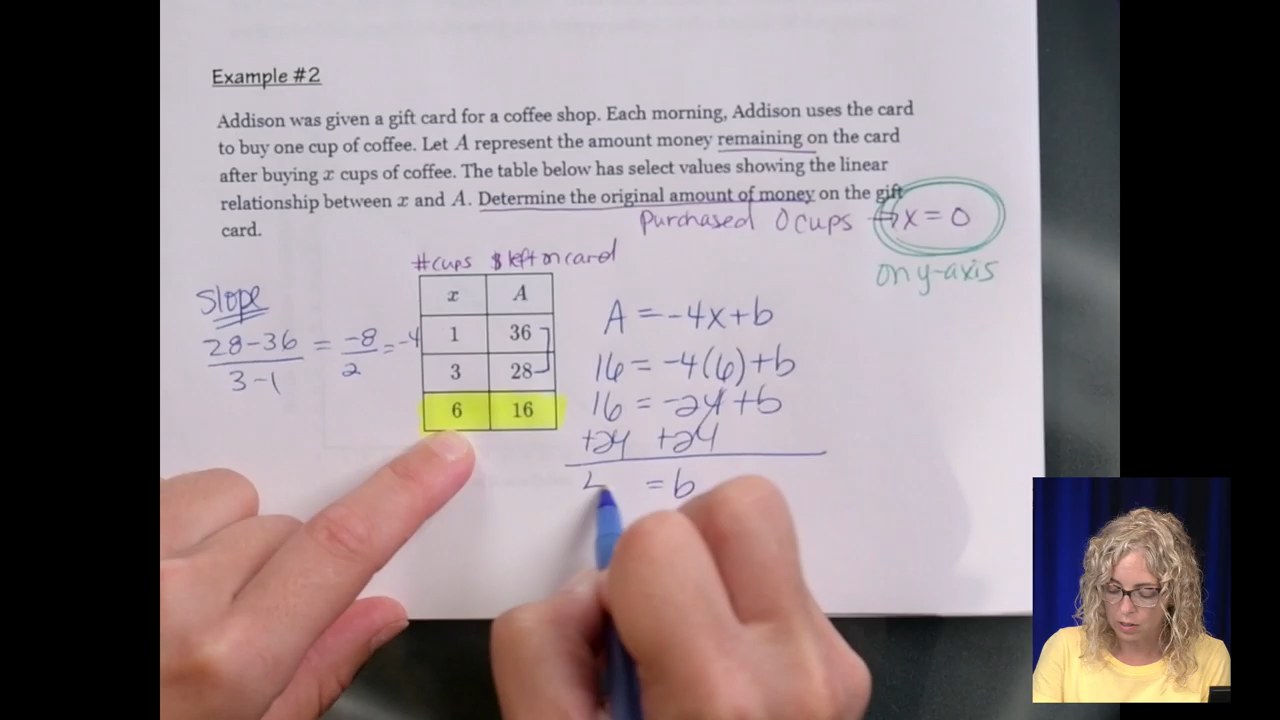 Example #2
Addison was given a gift card for a coffee shop. Each morning, Addison uses the card
to buy one cup of coffee. Let A represent the amount money remaining on the card
after buying x cups of coffee. The table below has select values showing the linear
relationship between x and A. Determine the original amount of money on the gift
card.
Purchased 0 cups → x = 0
on y-axis
# cups $ left on card
x A
1 36
3 28
6 16
Slope
28-36 / 3-1 = -8 / 2 = -4
A = -4x + b
16 = -4(6) + b
16 = -24 + b
+24 +24
4 = b